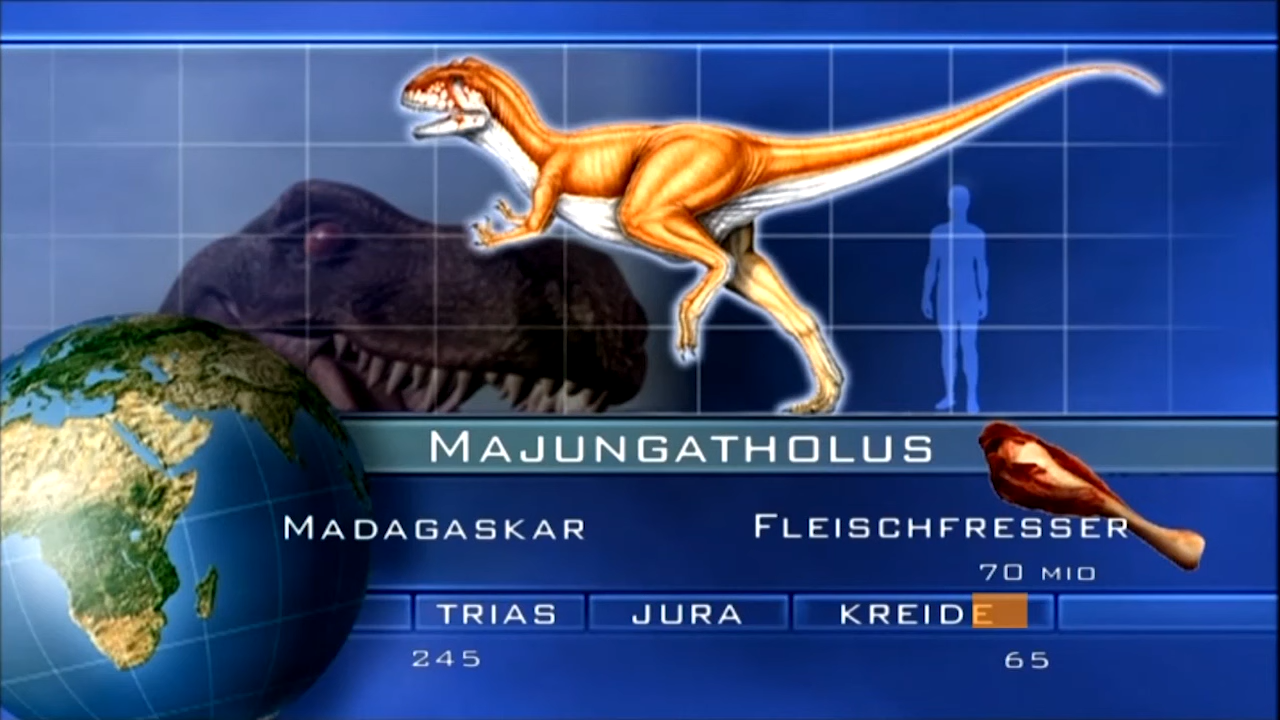 MAJUNGATHOLUS
MADAGASKAR
FLEISCHFRESSER
70 MIO
TRIAS JURA KREIDE
245 65